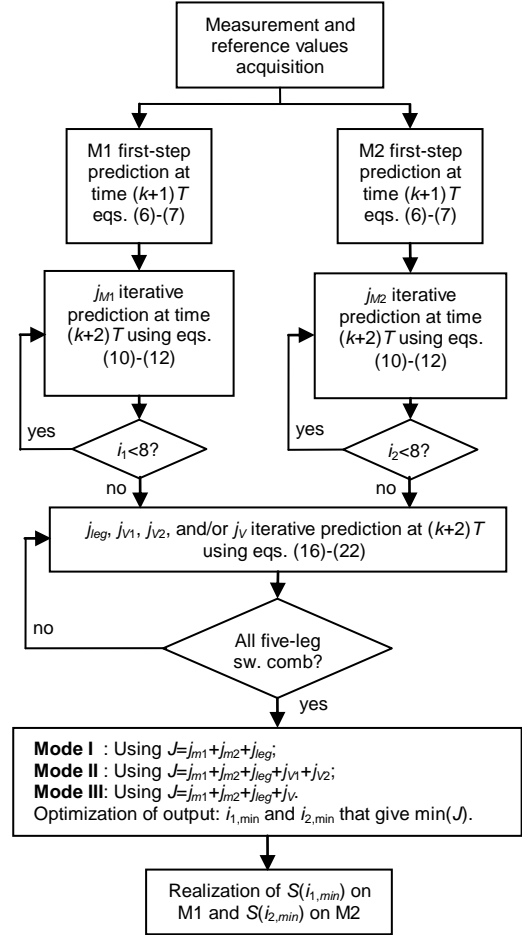 Measurement and
reference values
acquisition
M1 first-step
prediction at
time (k+1)T
eqs. (6)-(7)
M2 first-step
prediction at
time (k+1)T
eqs. (6)-(7)
jM1 iterative
prediction at time
(k+2)T using eqs.
(10)-(12)
jM2 iterative
prediction at time
(k+2)T using eqs.
(10)-(12)
yes
i1<8?
yes
i2<8?
no
no
jleg, jV1, jV2, and/or jV iterative prediction at (k+2)T
using eqs. (16)-(22)
no
All five-leg
sw. comb?
yes
Mode I : Using J=jm1+jm2+jleg;
Mode II : Using J=jm1+jm2+jleg+jV1+jV2;
Mode III: Using J=jm1+jm2+jleg+jV.
Optimization of output: i1,min and i2,min that give min(J).
Realization of S(i1,min) on
M1 and S(i2,min) on M2